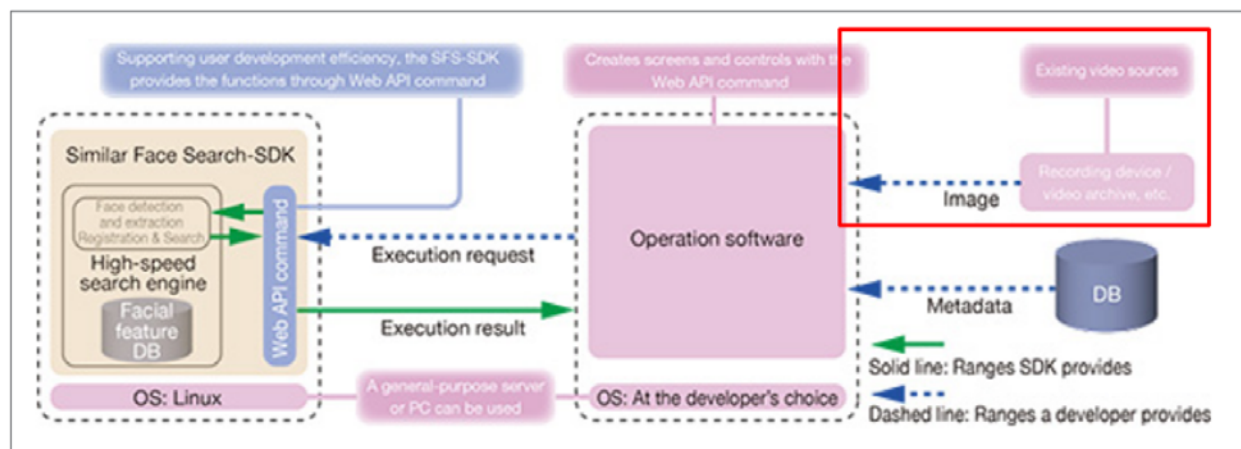 Supporting user development efficiency, the SFS-SDK
provides the functions through Web API command
Creates screens and controls with the
Web API command
Existing video sources
Similar Face Search-SDK
Face detection
and extraction
Registration & Search
High-speed
search engine
Facial
feature
DB
Web API command
OS: Linux
Execution request
Execution result
A general-purpose server
or PC can be used
Operation software
OS: At the developer's choice
Recording device /
video archive, etc.
Image
Metadata
DB
Solid line: Ranges SDK provides
Dashed line: Ranges a developer provides